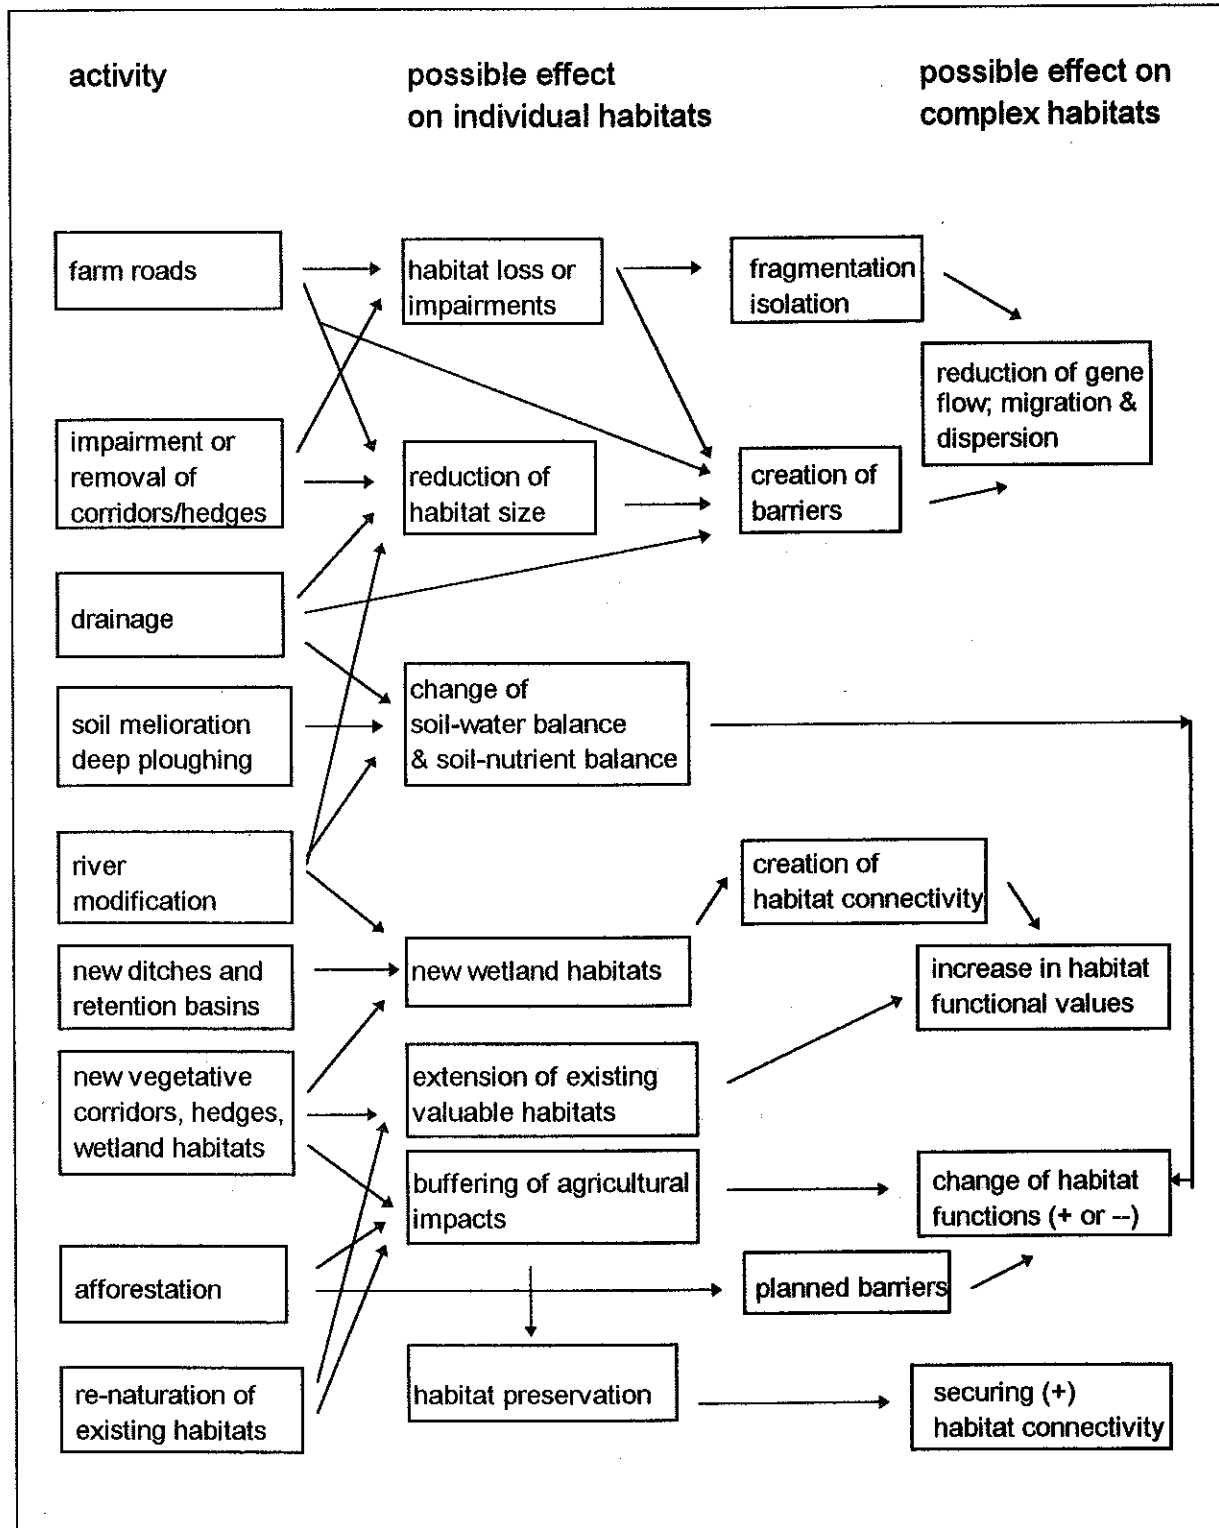 activity
possible effect
on individual habitats
possible effect on
complex habitats
farm roads
habitat loss or
impairments
fragmentation
isolation
reduction of gene
flow; migration &
dispersion
impairment or
removal of
corridors/hedges
reduction of
habitat size
creation of
barriers
drainage
soil melioration
deep ploughing
change of
soil-water balance
& soil-nutrient balance
river
modification
creation of
habitat connectivity
new ditches and
retention basins
new wetland habitats
increase in habitat
functional values
new vegetative
corridors, hedges,
wetland habitats
extension of existing
valuable habitats
buffering of agricultural
impacts
change of habitat
functions (+ or --)
afforestation
planned barriers
re-naturation of
existing habitats
habitat preservation
securing (+)
habitat connectivity